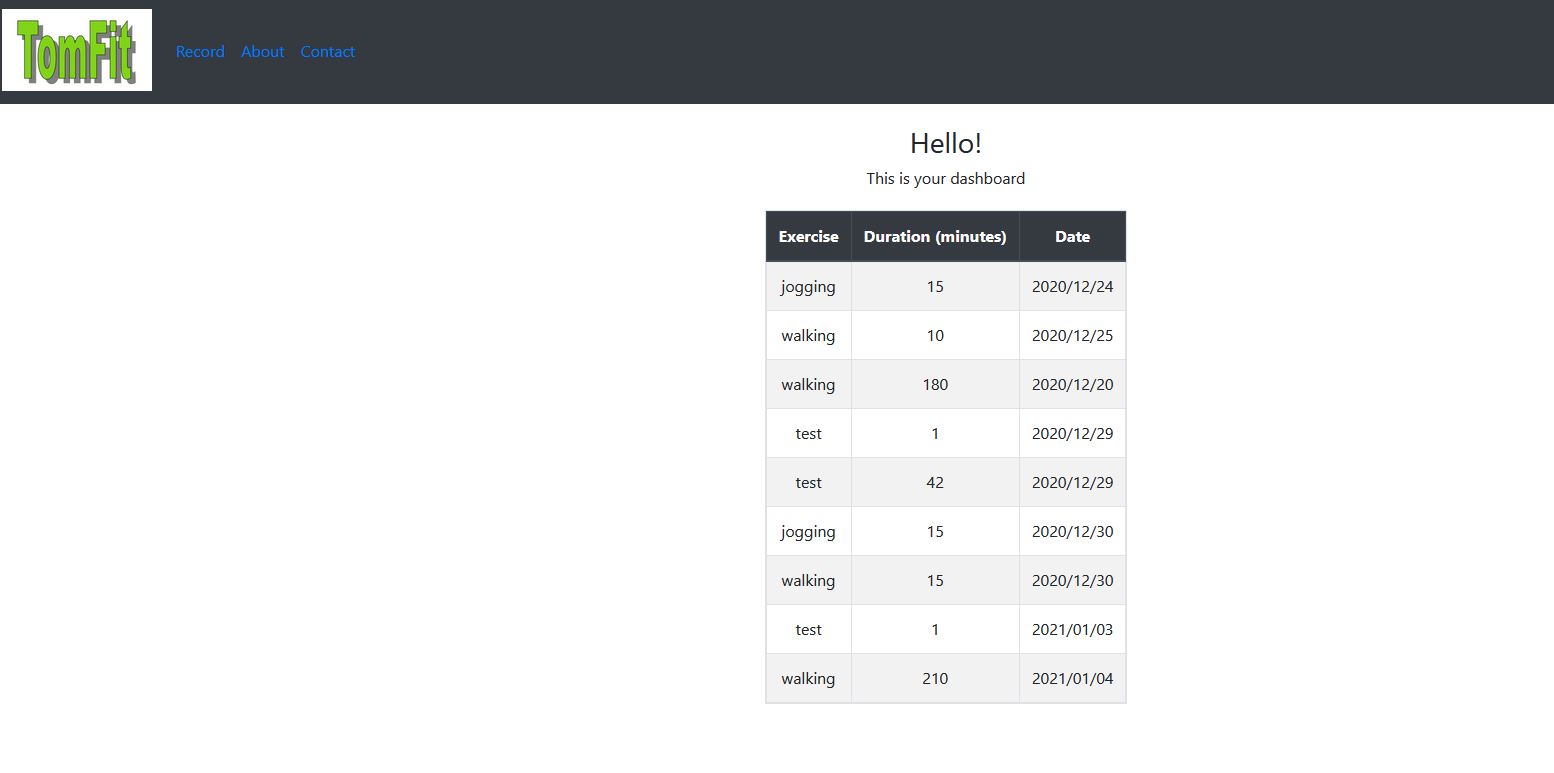 TomFit
Record About Contact
Hello!
This is your dashboard
Exercise Duration (minutes) Date
jogging 15 2020/12/24
walking 10 2020/12/25
walking 180 2020/12/20
test 1 2020/12/29
test 42 2020/12/29
jogging 15 2020/12/30
walking 15 2020/12/30
test 1 2021/01/03
walking 210 2021/01/04